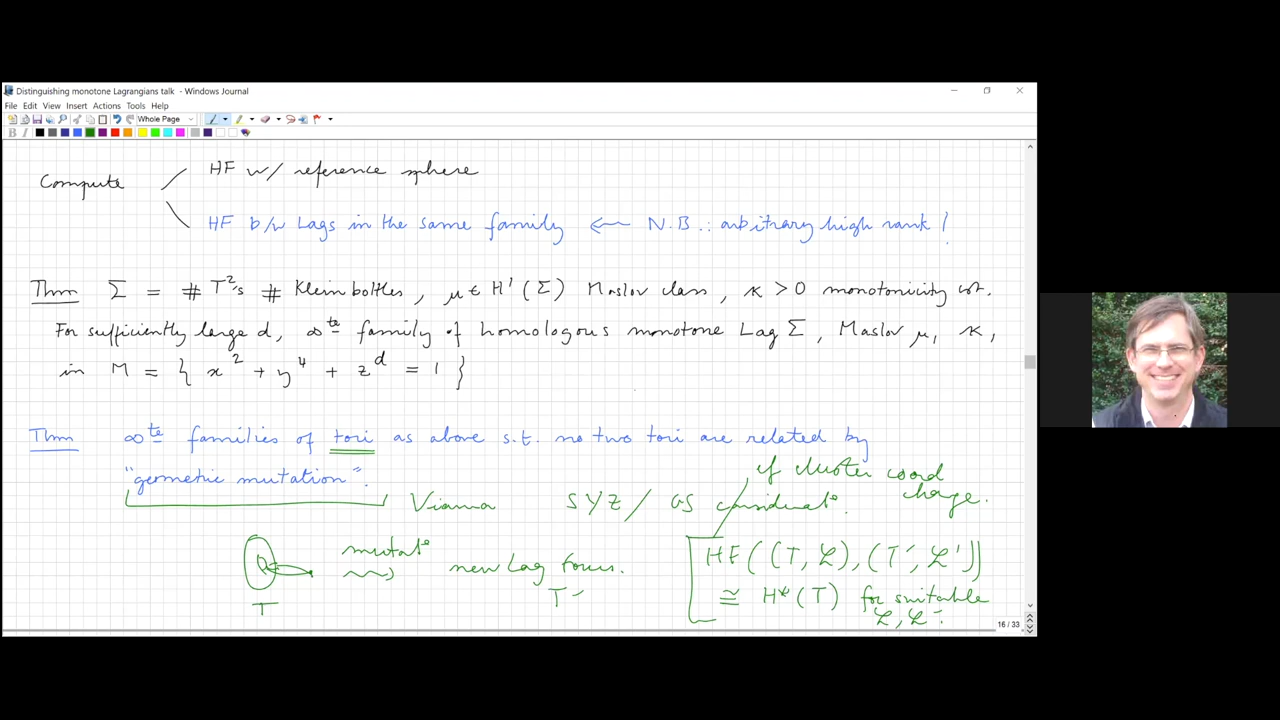 Distinguishing monotone Lagrangians talk - Windows Journal
File Edit View Insert Actions Tools Help
Whole Page
Compute HF w/ reference sphere
HF b/w Lags in the same family ⟵ N.B.: arbitrary high rank!
Thm Σ = # T²'s # Klein bottles, μ ∈ H¹(Σ) Maslov class, κ > 0 monotonicity cst.
For sufficiently large d, ∞te family of homologous monotone Lag Σ, Maslov μ, κ,
in M = { x² + y⁴ + z^d = 1 }
Thm ∞te families of tori as above s.t. no two tori are related by
"geometric mutation".
Viana SYZ / GS considerat°.
cf cluster coord change.
T
mutat°
new Lag torus.
T'
HF((T, ℒ), (T', ℒ'))
≅ H*(T) for suitable
ℒ, ℒ'.
16 / 33